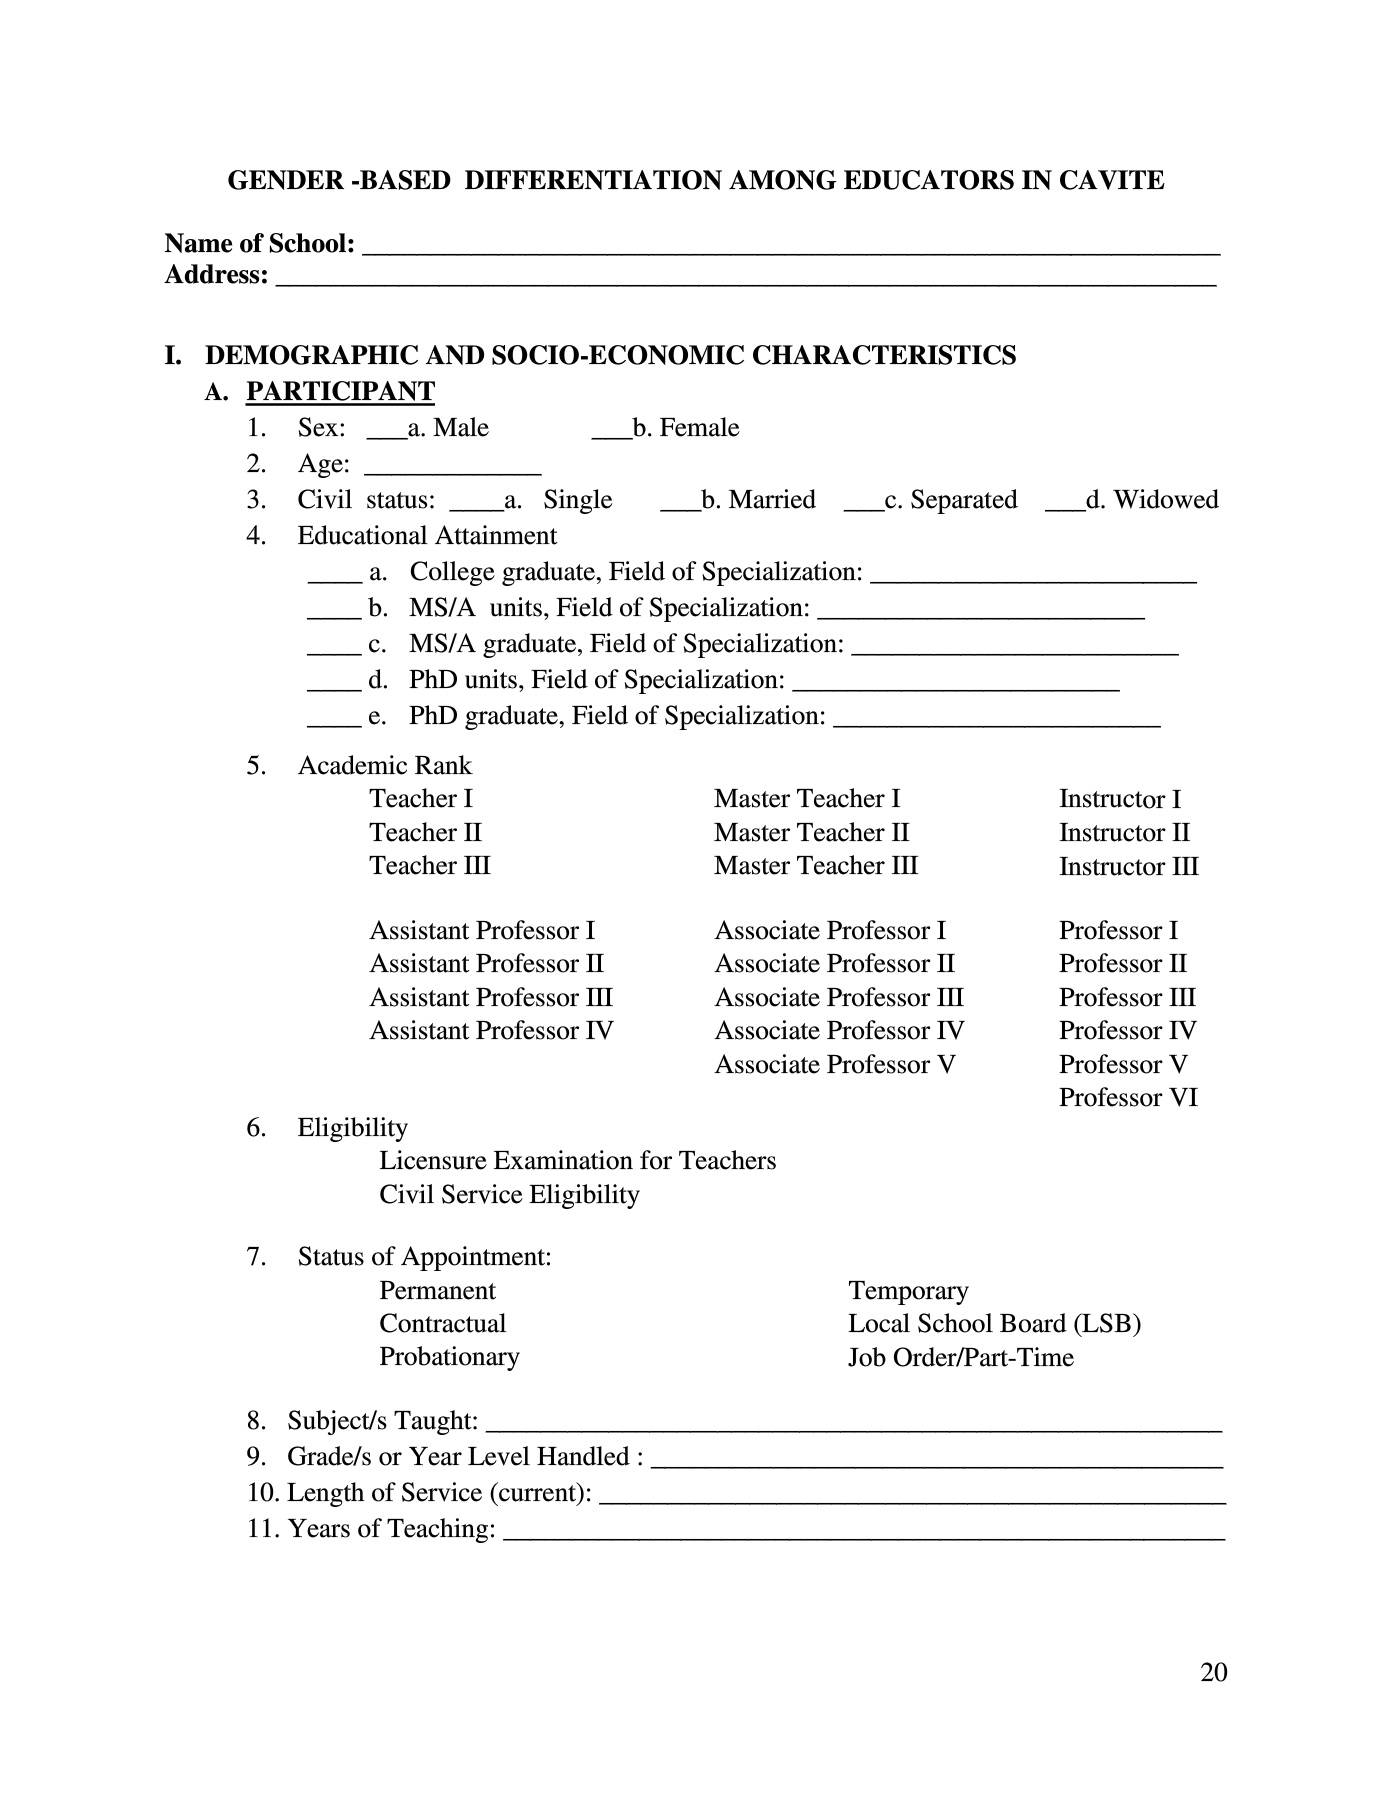 GENDER -BASED  DIFFERENTIATION AMONG EDUCATORS IN CAVITE
Name of School: _______________________________________________________________
Address: _____________________________________________________________________
I. DEMOGRAPHIC AND SOCIO-ECONOMIC CHARACTERISTICS
A. PARTICIPANT
1. Sex: ___a. Male ___b. Female
2. Age: _____________
3. Civil status: ____a. Single ___b. Married ___c. Separated ___d. Widowed
4. Educational Attainment
____ a. College graduate, Field of Specialization: ________________________
____ b. MS/A units, Field of Specialization: ________________________
____ c. MS/A graduate, Field of Specialization: ________________________
____ d. PhD units, Field of Specialization: ________________________
____ e. PhD graduate, Field of Specialization: ________________________
5. Academic Rank
Teacher I Master Teacher I Instructor I
Teacher II Master Teacher II Instructor II
Teacher III Master Teacher III Instructor III
Assistant Professor I Associate Professor I Professor I
Assistant Professor II Associate Professor II Professor II
Assistant Professor III Associate Professor III Professor III
Assistant Professor IV Associate Professor IV Professor IV
Associate Professor V Professor V
Professor VI
6. Eligibility
Licensure Examination for Teachers
Civil Service Eligibility
7. Status of Appointment:
Permanent Temporary
Contractual Local School Board (LSB)
Probationary Job Order/Part-Time
8. Subject/s Taught: ______________________________________________________
9. Grade/s or Year Level Handled : __________________________________________
10. Length of Service (current): ______________________________________________
11. Years of Teaching: _____________________________________________________
20